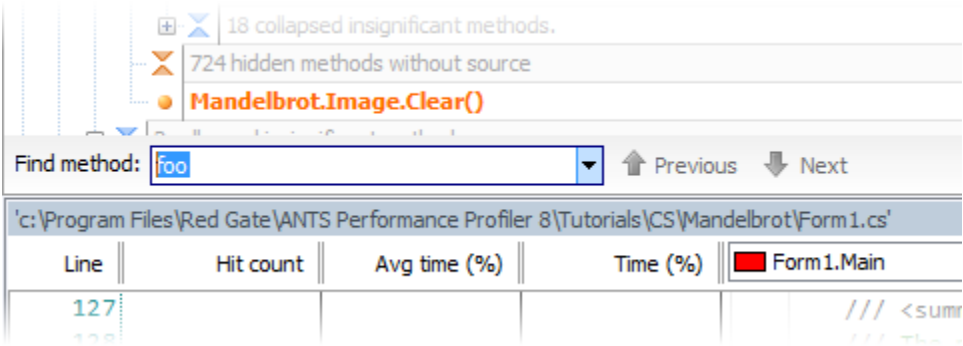 18 collapsed insignificant methods.
724 hidden methods without source
Mandelbrot.Image.Clear()
Find method: foo Previous Next
'c:\Program Files\Red Gate\ANTS Performance Profiler 8\Tutorials\CS\Mandelbrot\Form1.cs'
Line Hit count Avg time (%) Time (%) Form1.Main
127 /// <summ
128 /// The